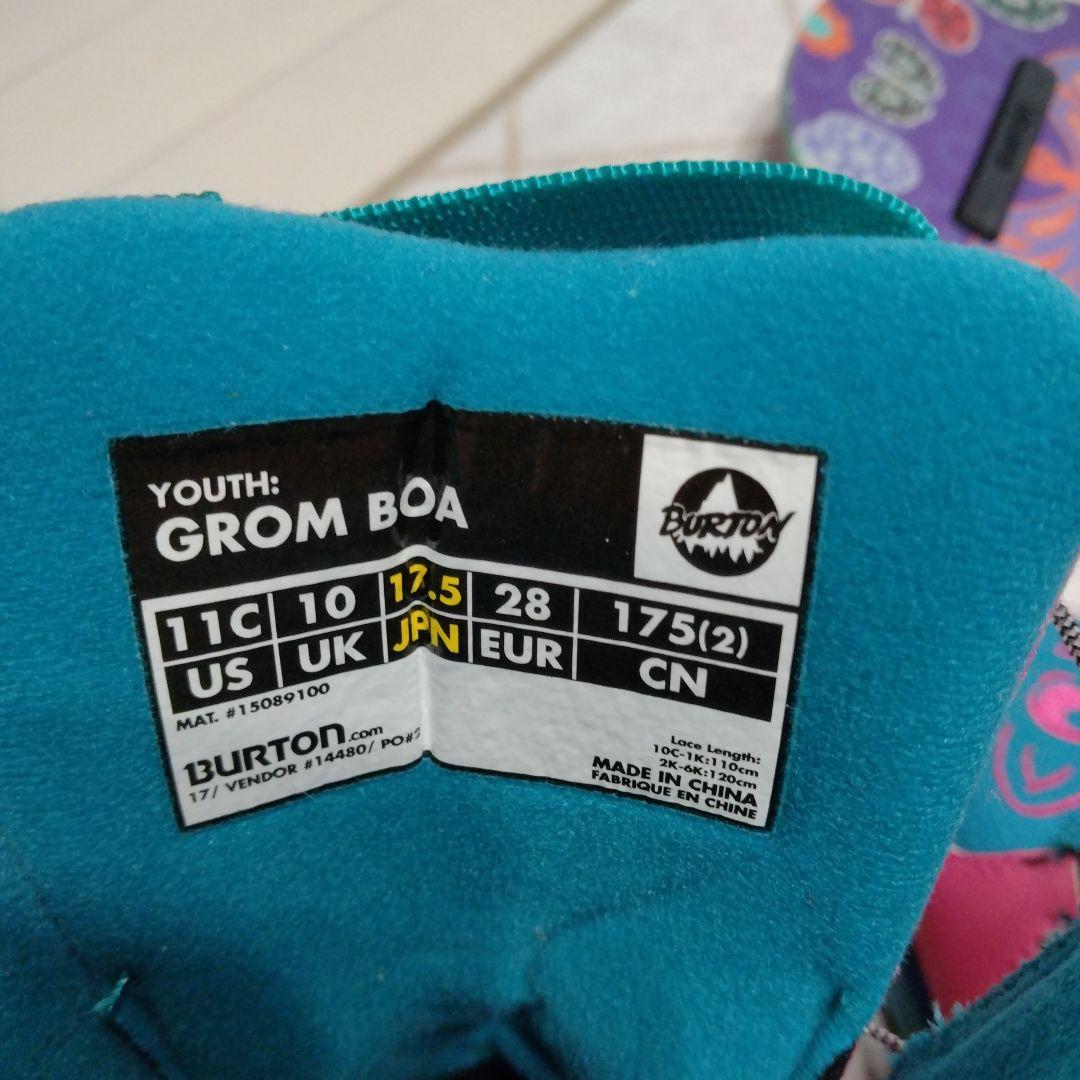 YOUTH:
GROM BOA
BURTON
11C 10 17.5 28 175(2)
US UK JPN EUR CN
MAT. #15089100
BURTON.com
17/ VENDOR #14480/ PO#
Lace Length:
10C-1K:110cm
2K-6K:120cm
MADE IN CHINA
FABRIQUE EN CHINE